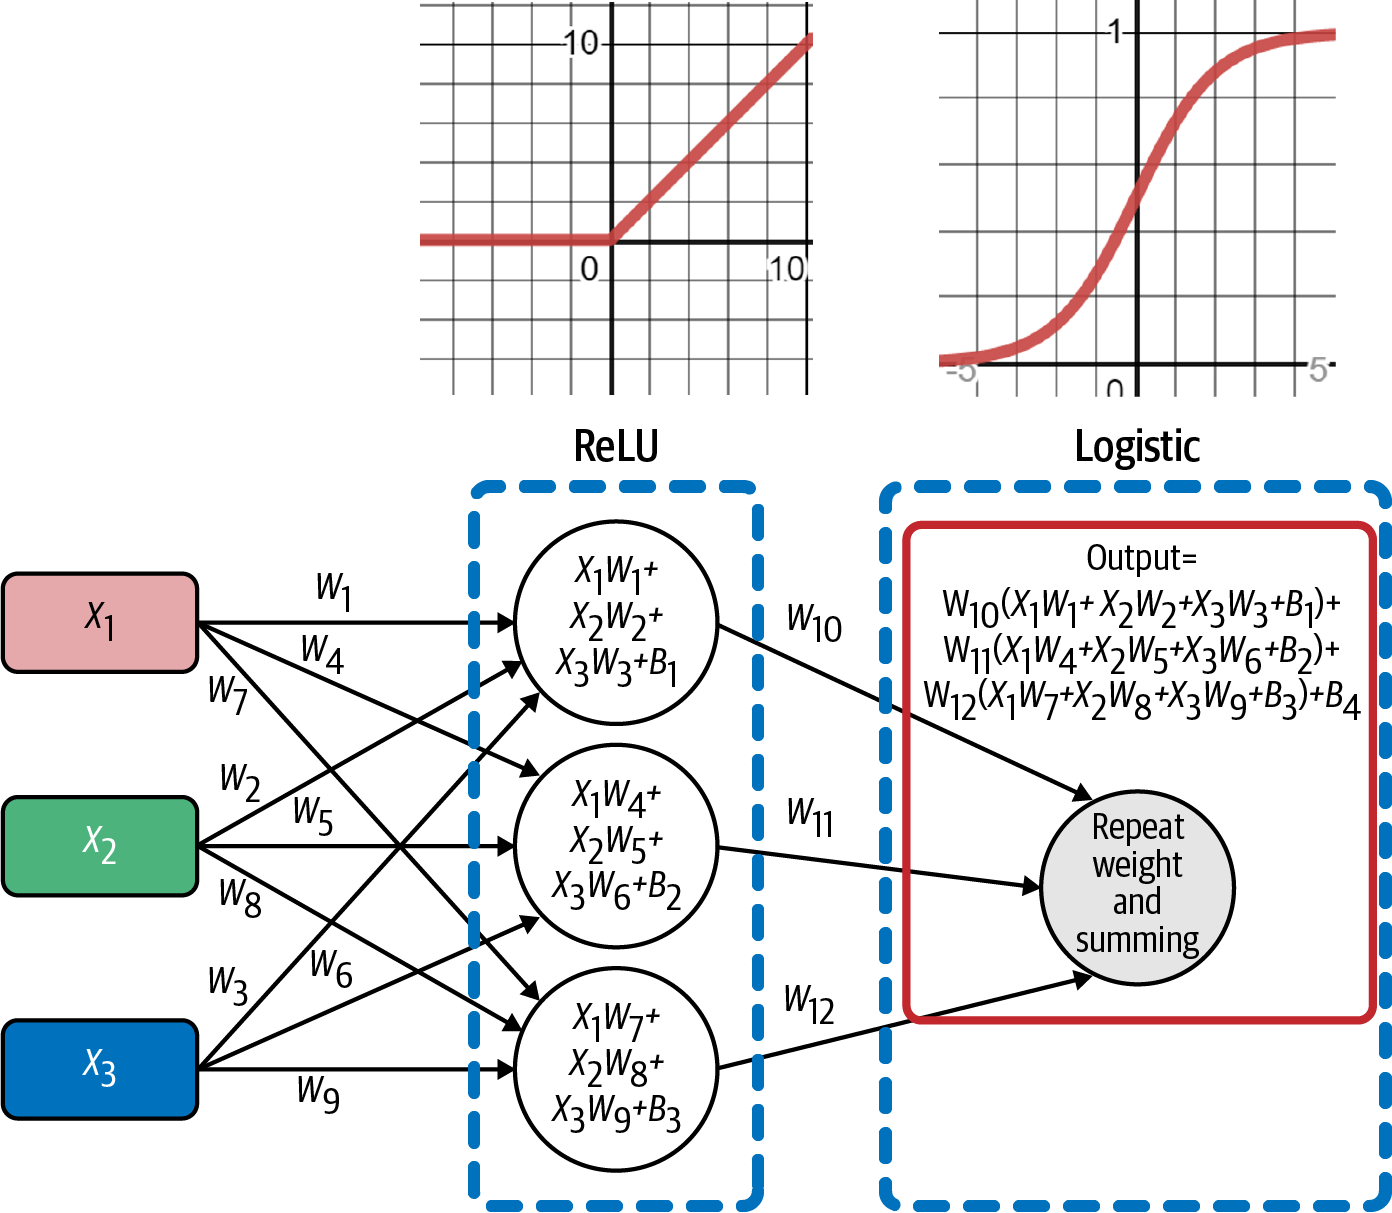 10
0
10
1
-5
0
5
ReLU
Logistic
X₁
X₂
X₃
W₁
W₄
W₇
W₂
W₅
W₈
W₃
W₆
W₉
X₁W₁+
X₂W₂+
X₃W₃+B₁
X₁W₄+
X₂W₅+
X₃W₆+B₂
X₁W₇+
X₂W₈+
X₃W₉+B₃
W₁₀
W₁₁
W₁₂
Output=
W₁₀(X₁W₁+X₂W₂+X₃W₃+B₁)+
W₁₁(X₁W₄+X₂W₅+X₃W₆+B₂)+
W₁₂(X₁W₇+X₂W₈+X₃W₉+B₃)+B₄
Repeat
weight
and
summing